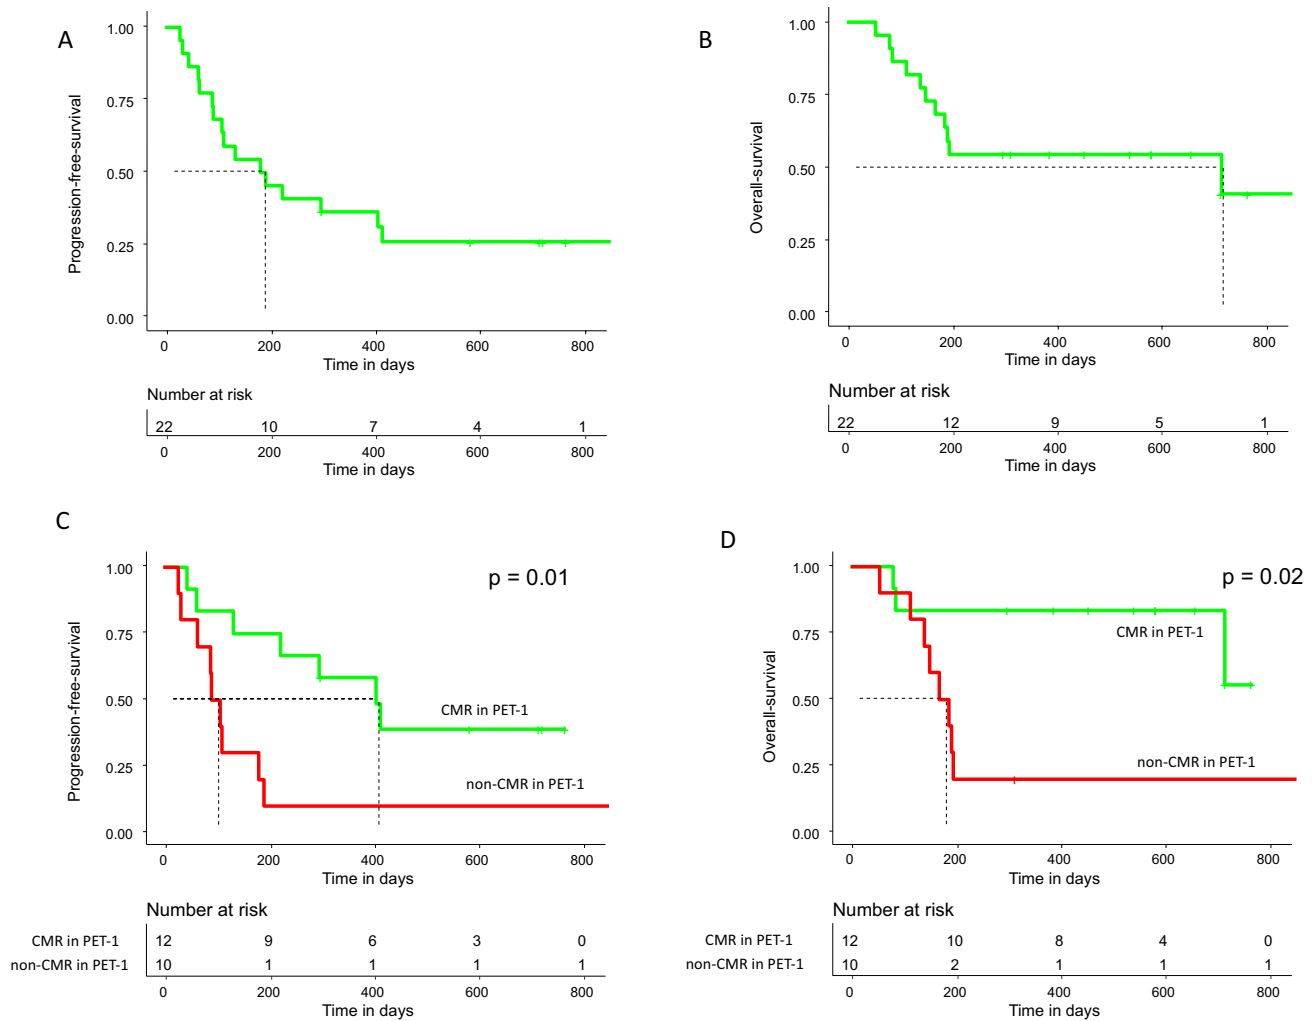 A
Progression-free-survival
1.00
0.75
0.50
0.25
0.00
0 200 400 600 800
Time in days
Number at risk
22 10 7 4 1
0 200 400 600 800
Time in days
B
Overall-survival
1.00
0.75
0.50
0.25
0.00
0 200 400 600 800
Time in days
Number at risk
22 12 9 5 1
0 200 400 600 800
Time in days
C
Progression-free-survival
1.00
0.75
0.50
0.25
0.00
p = 0.01
CMR in PET-1
non-CMR in PET-1
0 200 400 600 800
Time in days
Number at risk
CMR in PET-1 12 9 6 3 0
non-CMR in PET-1 10 1 1 1 1
0 200 400 600 800
Time in days
D
Overall-survival
1.00
0.75
0.50
0.25
0.00
p = 0.02
CMR in PET-1
non-CMR in PET-1
0 200 400 600 800
Time in days
Number at risk
CMR in PET-1 12 10 8 4 0
non-CMR in PET-1 10 2 1 1 1
0 200 400 600 800
Time in days